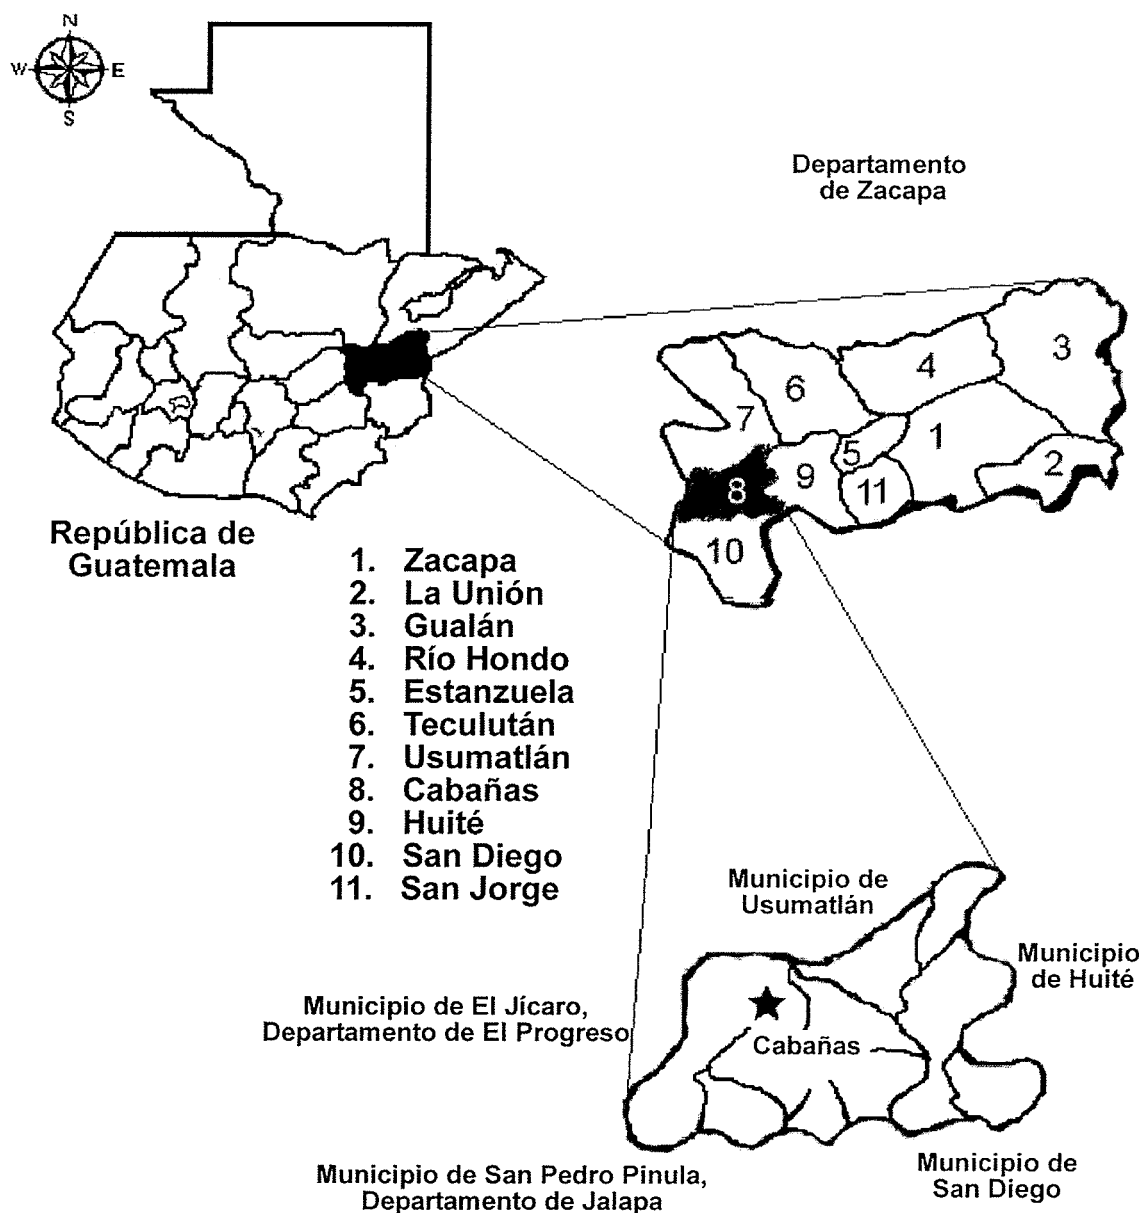 N
W E
S
Departamento
de Zacapa
3
4
6
7
1
5
2
9
8
11
10
República de
Guatemala
1. Zacapa
2. La Unión
3. Gualán
4. Río Hondo
5. Estanzuela
6. Teculután
7. Usumatlán
8. Cabañas
9. Huité
10. San Diego
11. San Jorge
Municipio de
Usumatlán
Municipio
de Huité
Municipio de El Jícaro,
Departamento de El Progreso
Cabañas
Municipio de San Pedro Pinula,
Departamento de Jalapa
Municipio de
San Diego